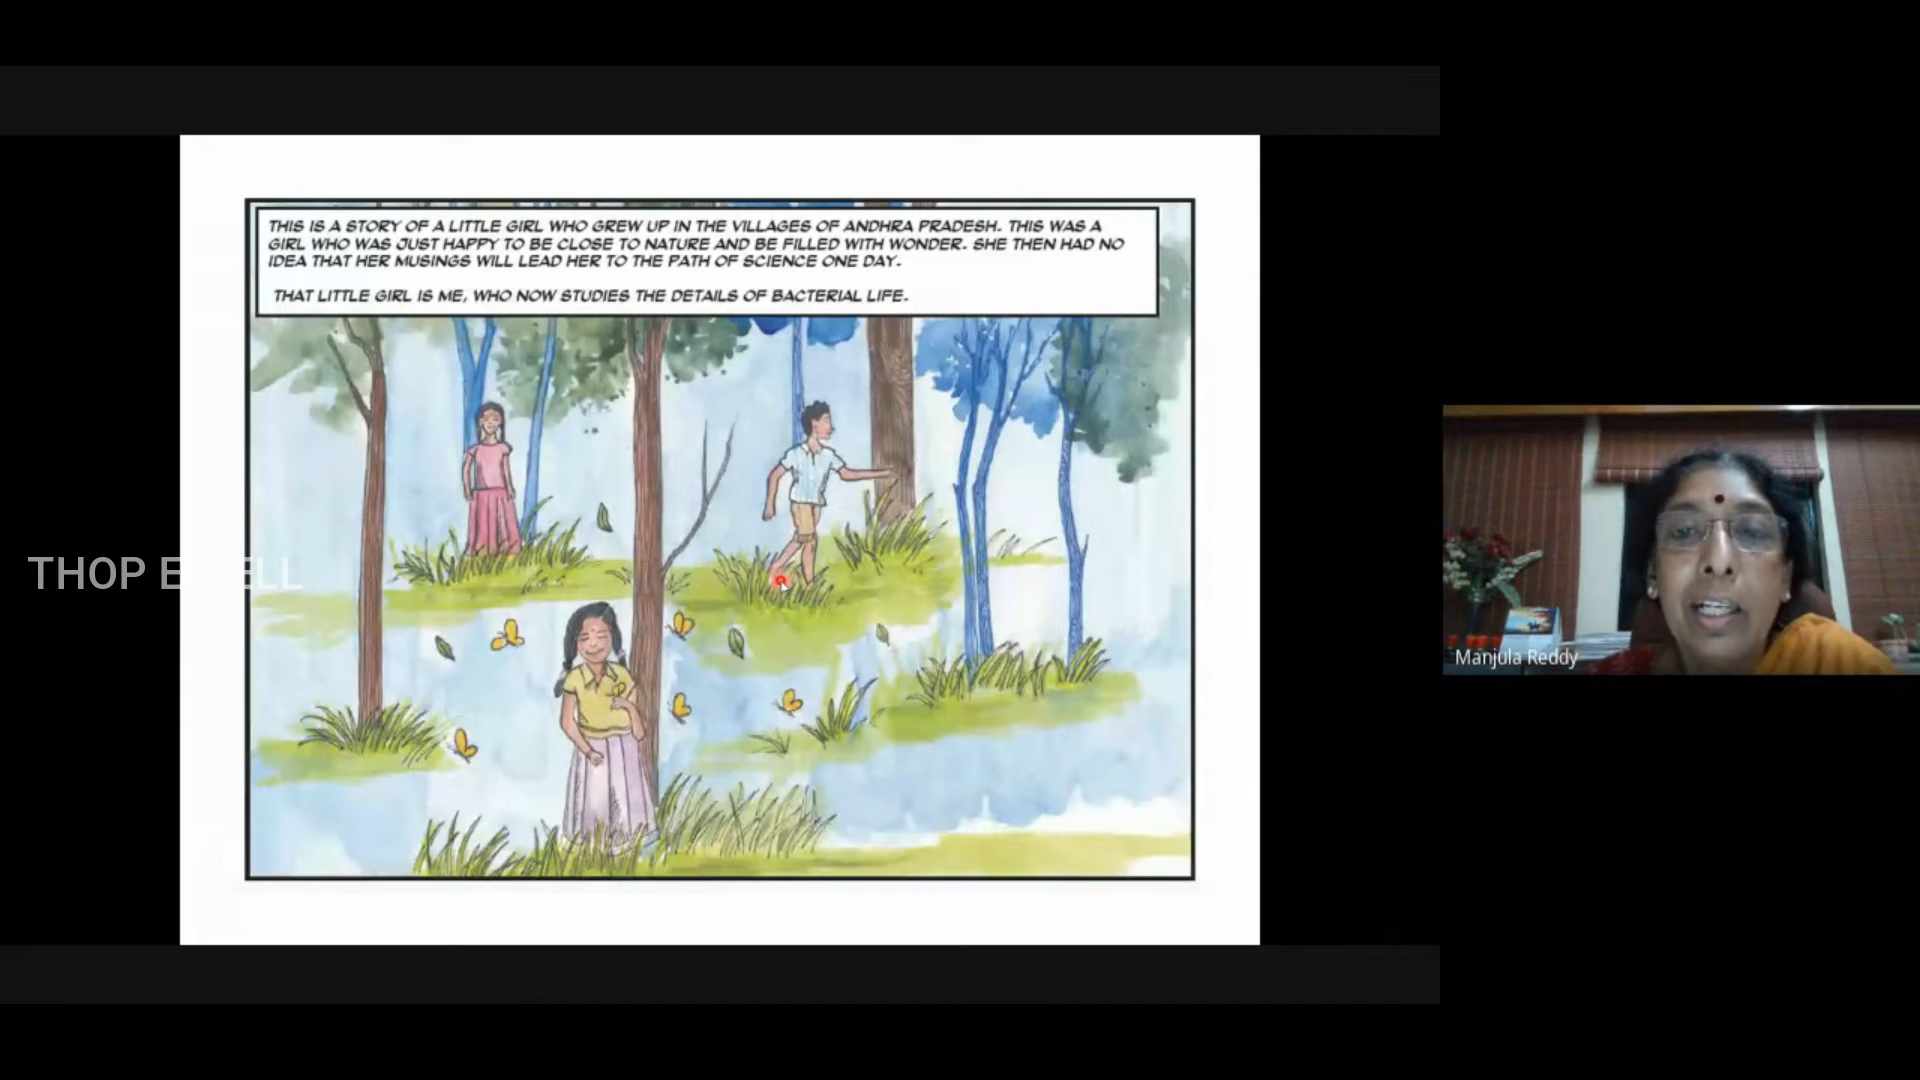 THIS IS A STORY OF A LITTLE GIRL WHO GREW UP IN THE VILLAGES OF ANDHRA PRADESH. THIS WAS A
GIRL WHO WAS JUST HAPPY TO BE CLOSE TO NATURE AND BE FILLED WITH WONDER. SHE THEN HAD NO
IDEA THAT HER MUSINGS WILL LEAD HER TO THE PATH OF SCIENCE ONE DAY.
THAT LITTLE GIRL IS ME, WHO NOW STUDIES THE DETAILS OF BACTERIAL LIFE.
THOP E ELL
Manjula Reddy